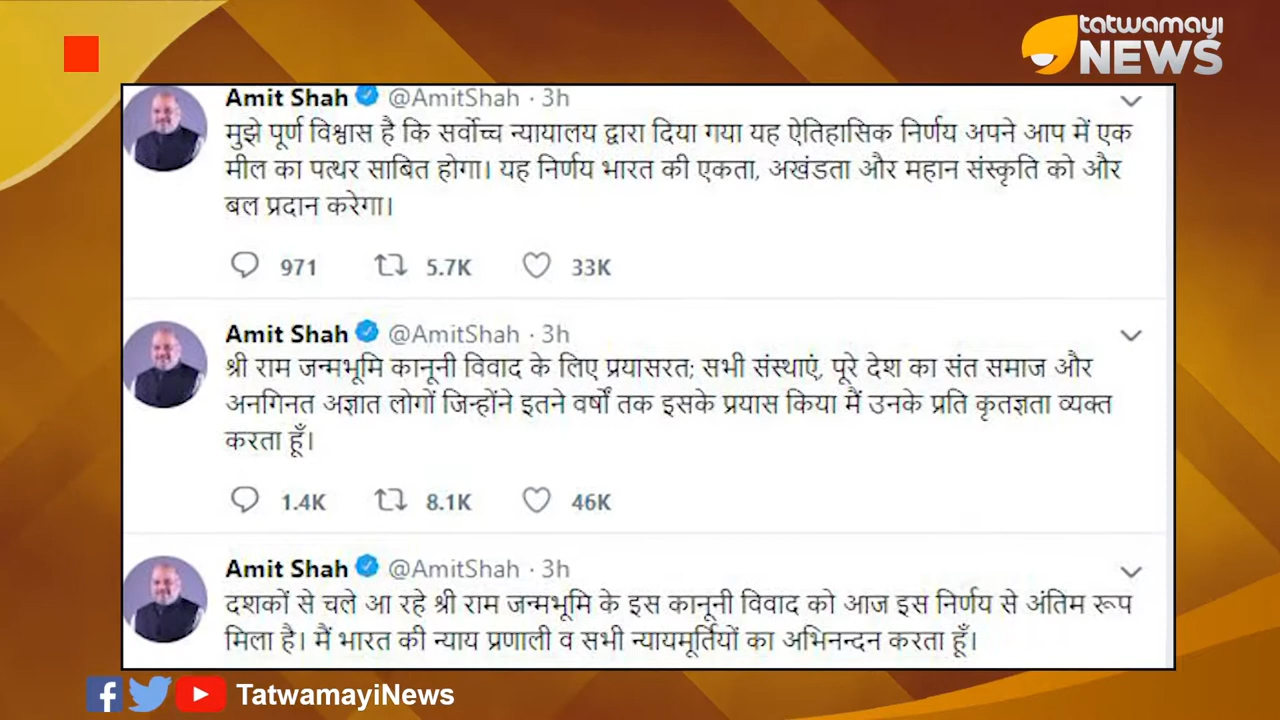 tatwamayi
NEWS
Amit Shah @AmitShah · 3h
मुझे पूर्ण विश्वास है कि सर्वोच्च न्यायालय द्वारा दिया गया यह ऐतिहासिक निर्णय अपने आप में एक
मील का पत्थर साबित होगा। यह निर्णय भारत की एकता, अखंडता और महान संस्कृति को और
बल प्रदान करेगा।
971 5.7K 33K
Amit Shah @AmitShah · 3h
श्री राम जन्मभूमि कानूनी विवाद के लिए प्रयासरत; सभी संस्थाएं, पूरे देश का संत समाज और
अनगिनत अज्ञात लोगों जिन्होंने इतने वर्षों तक इसके प्रयास किया मैं उनके प्रति कृतज्ञता व्यक्त
करता हूँ।
1.4K 8.1K 46K
Amit Shah @AmitShah · 3h
दशकों से चले आ रहे श्री राम जन्मभूमि के इस कानूनी विवाद को आज इस निर्णय से अंतिम रूप
मिला है। मैं भारत की न्याय प्रणाली व सभी न्यायमूर्तियों का अभिनन्दन करता हूँ।
TatwamayiNews